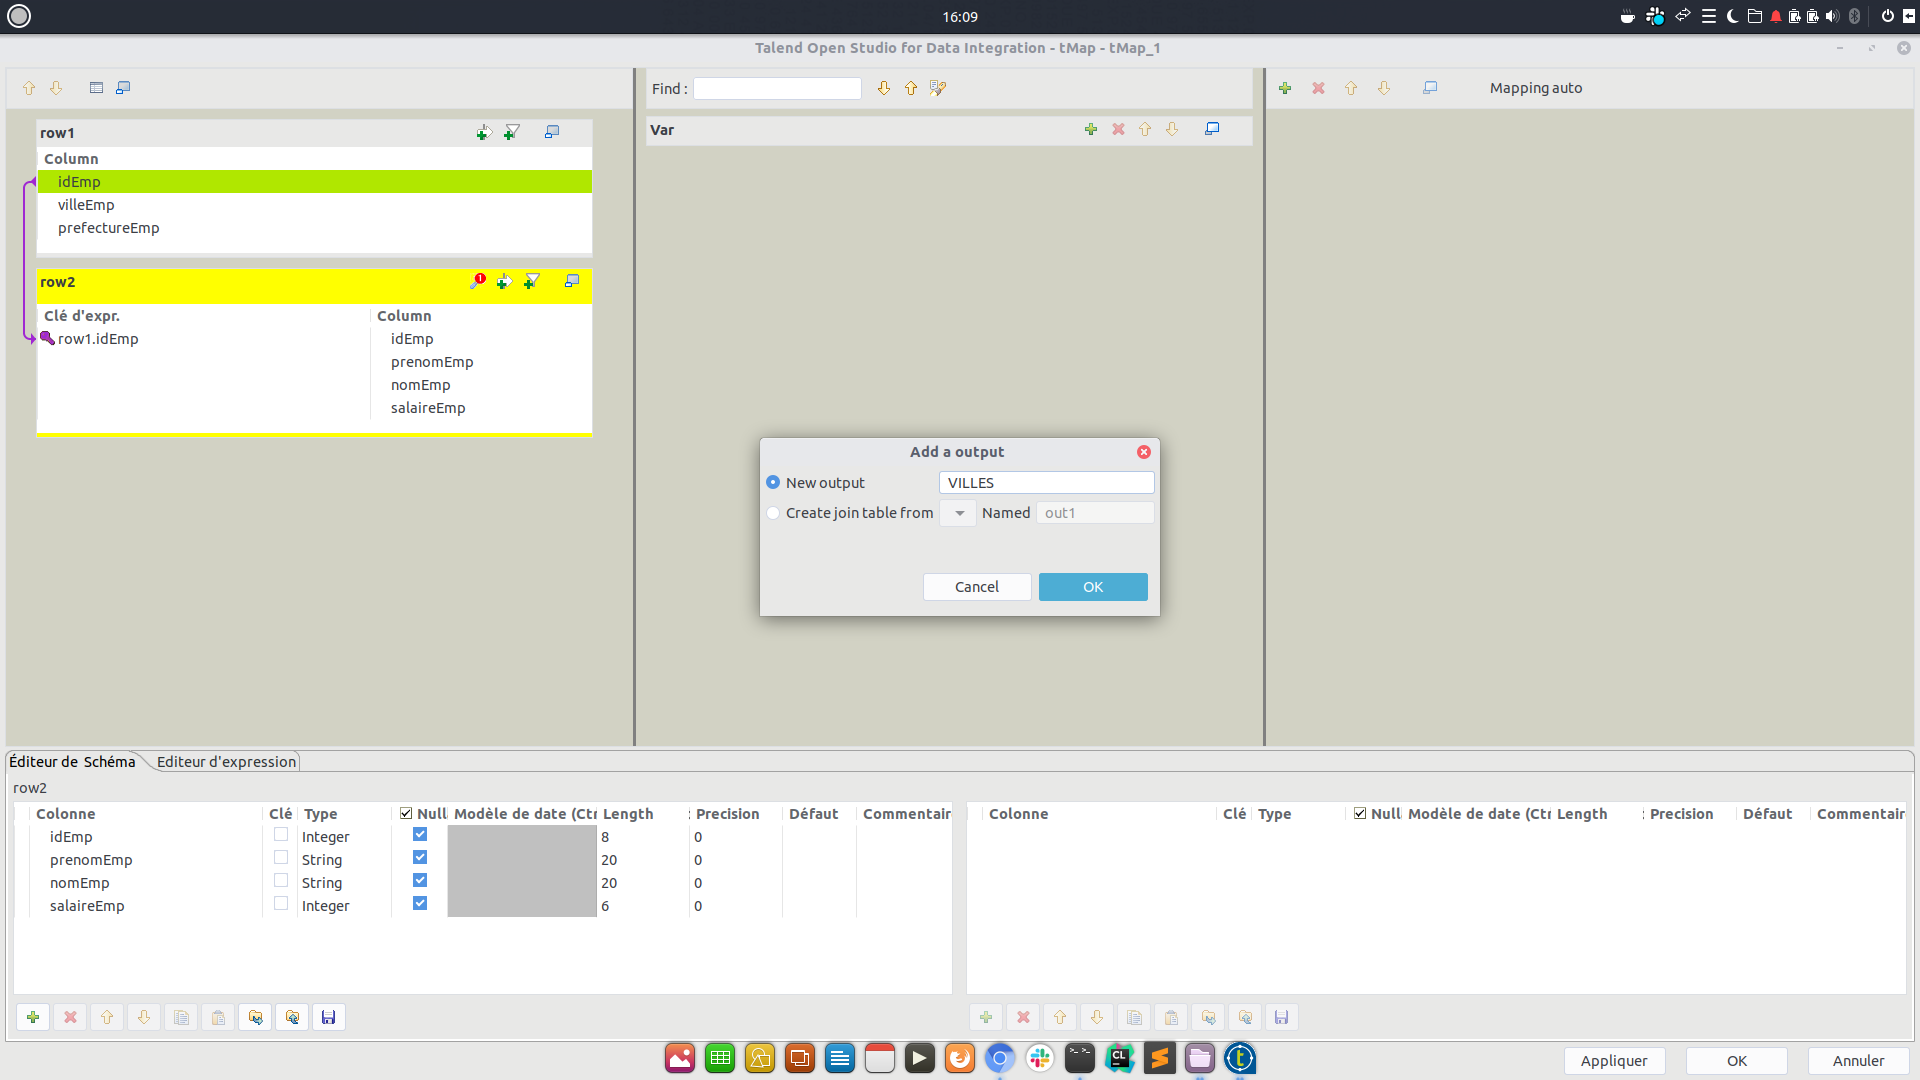 16:09
Talend Open Studio for Data Integration - tMap - tMap_1
Find :
Mapping auto
row1
Column
idEmp
villeEmp
prefectureEmp
row2
1
Clé d'expr.
Column
row1.idEmp
idEmp
prenomEmp
nomEmp
salaireEmp
Var
Add a output
New output
VILLES
Create join table from
Named
out1
Cancel
OK
Éditeur de Schéma
Editeur d'expression
row2
Colonne Clé Type Null Modèle de date (Ctr Length Precision Défaut Commentair
idEmp Integer 8 0
prenomEmp String 20 0
nomEmp String 20 0
salaireEmp Integer 6 0
Colonne Clé Type Null Modèle de date (Ctr Length Precision Défaut Commentair
>_ >_
CL
t
Appliquer
OK
Annuler